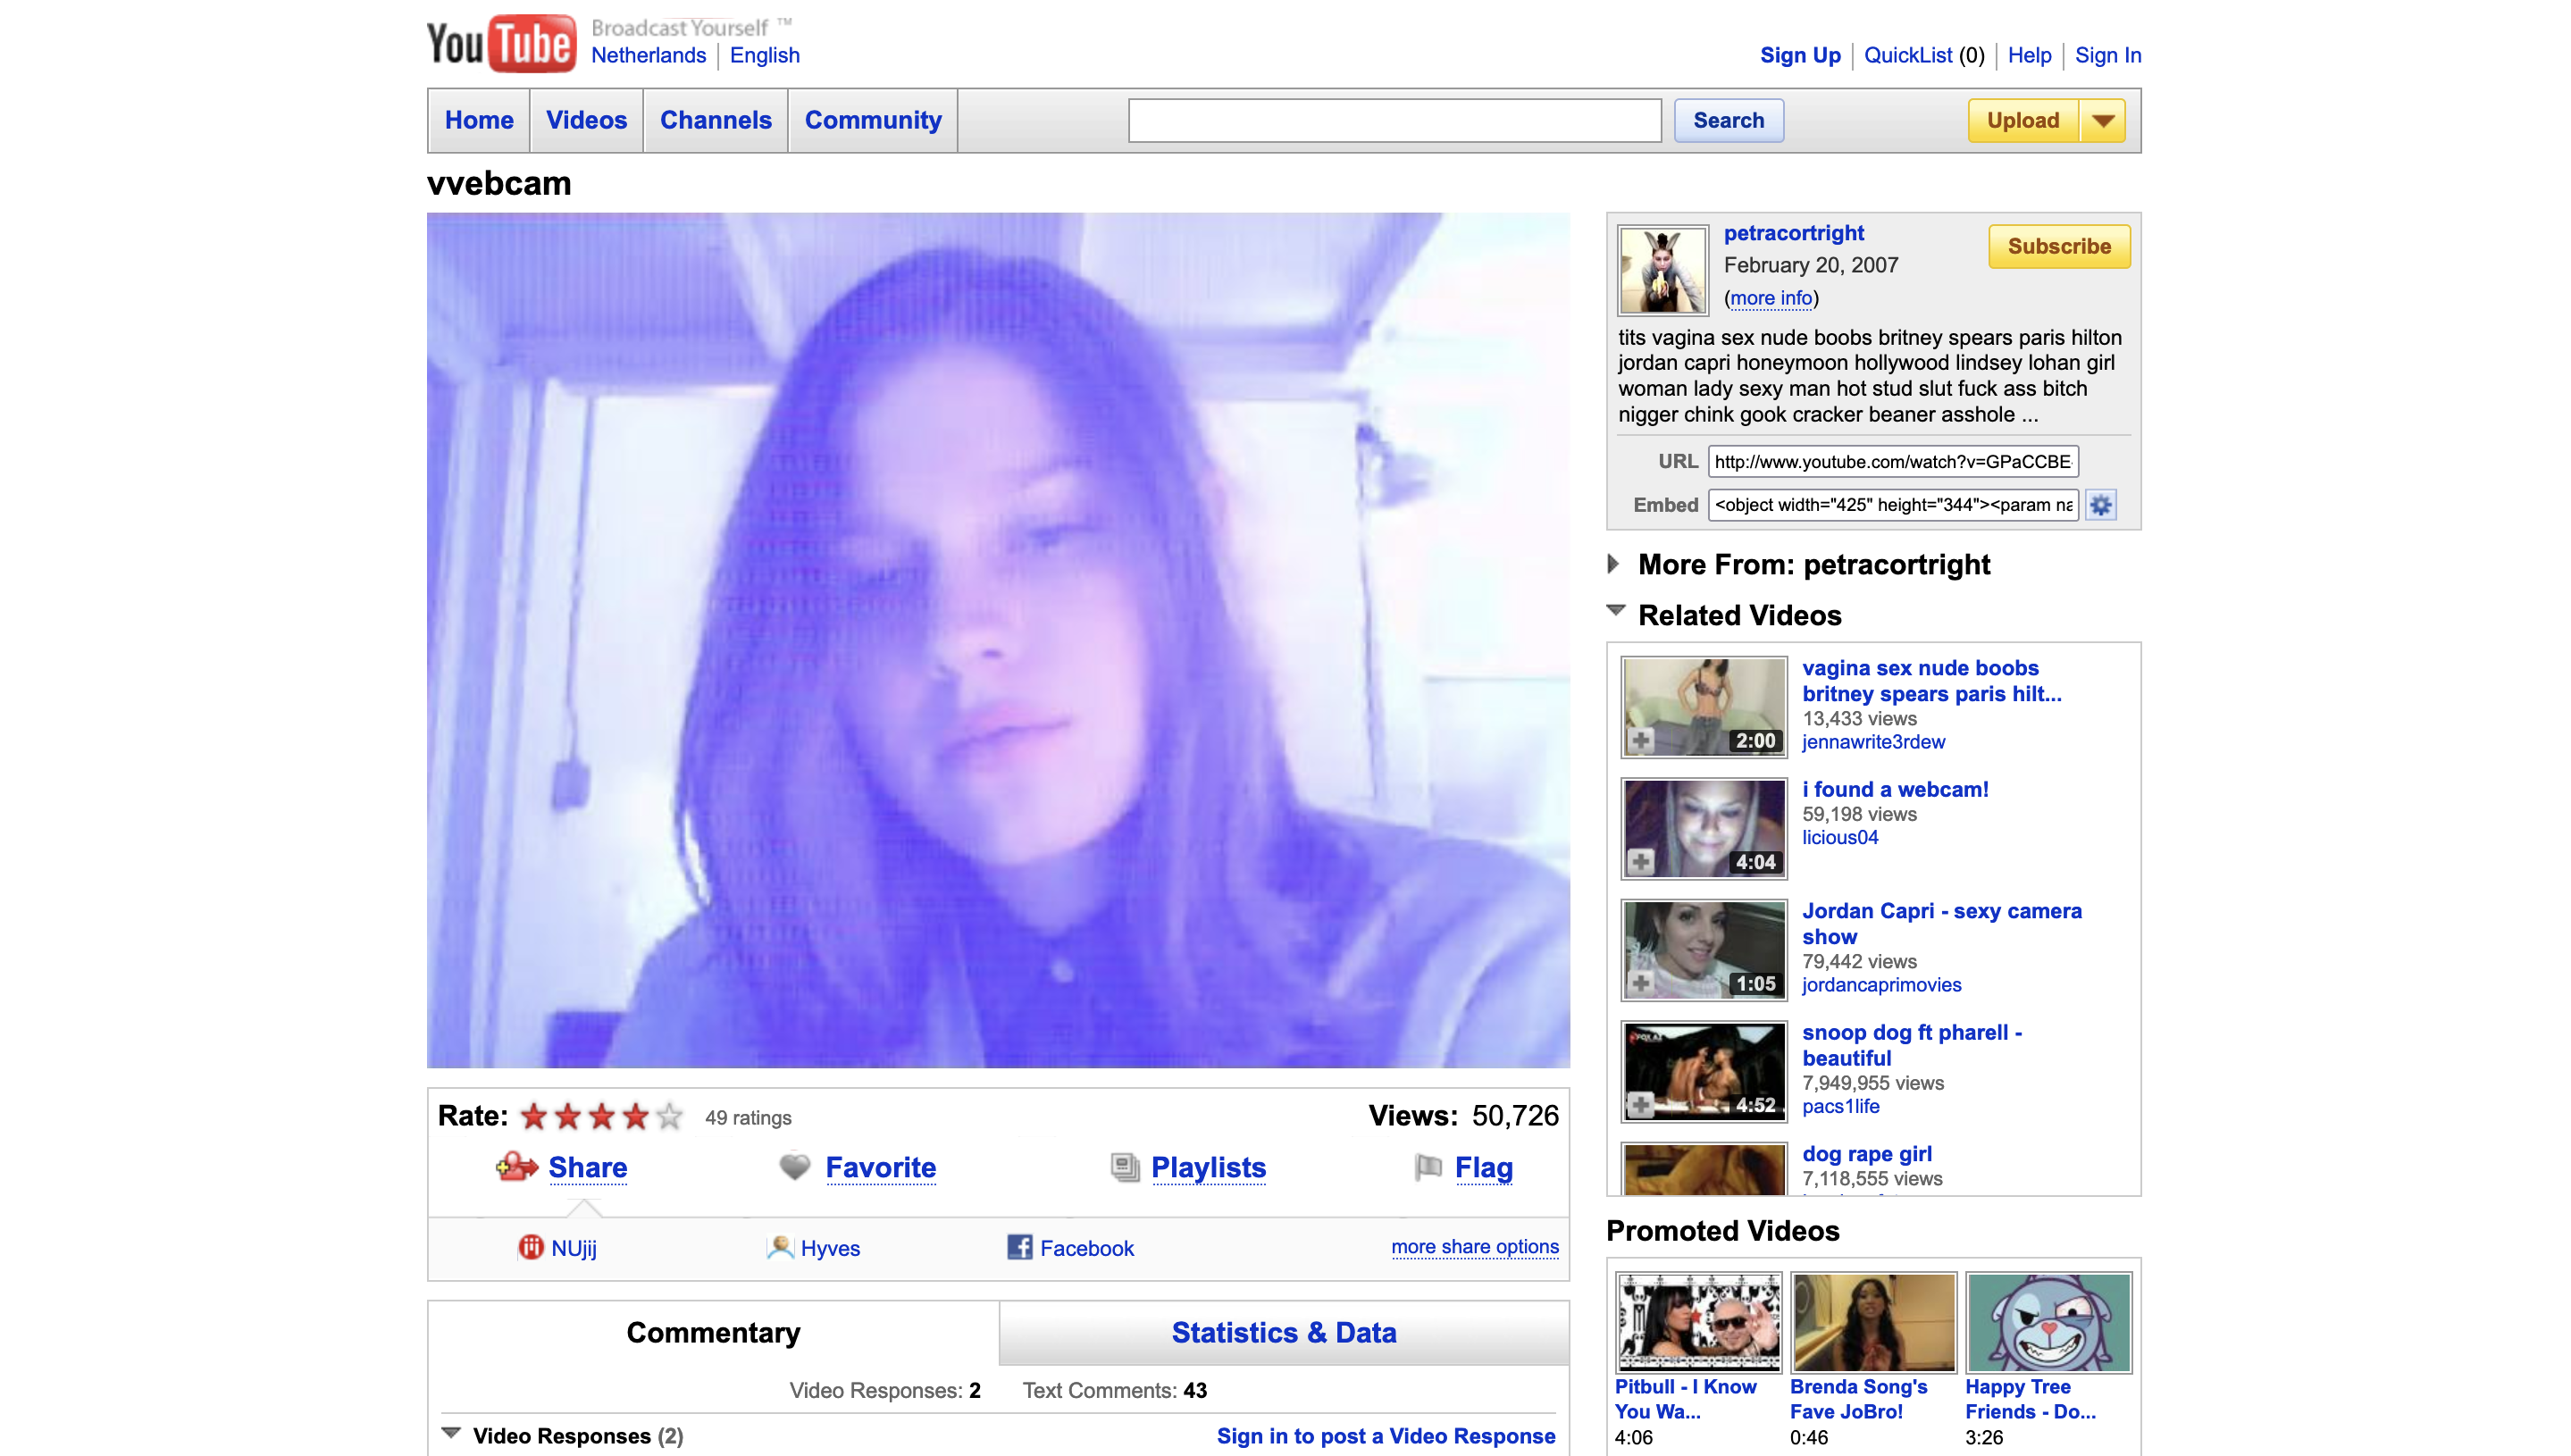 YouTube
Broadcast Yourself ™
Netherlands | English
Sign Up | QuickList (0) | Help | Sign In
Home
Videos
Channels
Community
Search
Upload
vvebcam
petracortright
February 20, 2007
(more info)
Subscribe
tits vagina sex nude boobs britney spears paris hilton
jordan capri honeymoon hollywood lindsey lohan girl
woman lady sexy man hot stud slut fuck ass bitch
nigger chink gook cracker beaner asshole ...
URL http://www.youtube.com/watch?v=GPaCCBE
Embed <object width="425" height="344"><param na
More From: petracortright
Related Videos
vagina sex nude boobs
britney spears paris hilt...
13,433 views
jennawrite3rdew
2:00
i found a webcam!
59,198 views
licious04
4:04
Jordan Capri - sexy camera
show
79,442 views
jordancaprimovies
1:05
snoop dog ft pharell -
beautiful
7,949,955 views
pacs1life
4:52
dog rape girl
7,118,555 views
Rate: 49 ratings
Views: 50,726
Share
Favorite
Playlists
Flag
NUjij
Hyves
Facebook
more share options
Commentary
Statistics & Data
Video Responses: 2 Text Comments: 43
Video Responses (2)
Sign in to post a Video Response
Promoted Videos
Pitbull - I Know
You Wa...
4:06
Brenda Song's
Fave JoBro!
0:46
Happy Tree
Friends - Do...
3:26